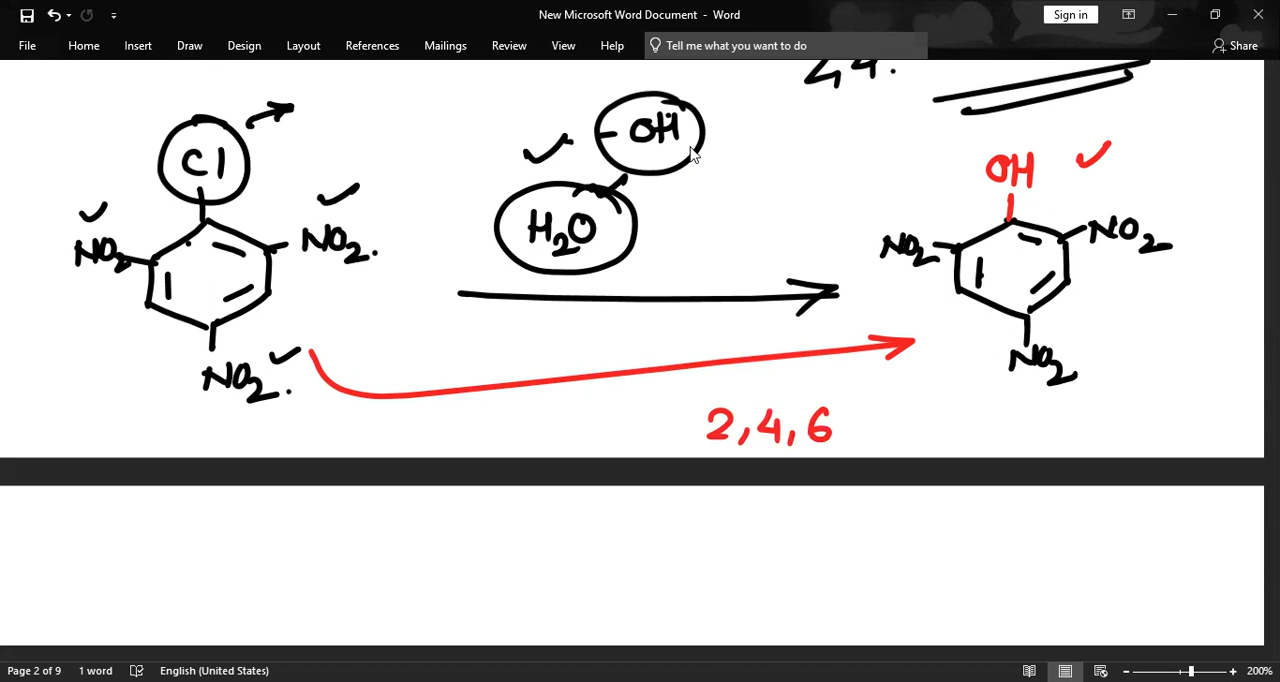 New Microsoft Word Document - Word
Sign in
File Home Insert Draw Design Layout References Mailings Review View Help Tell me what you want to do Share
24.
Cl
OH
OH
NO2
NO2.
H2O
NO2
NO2
NO2.
NO2
2,4,6
Page 2 of 9 1 word English (United States) 200%